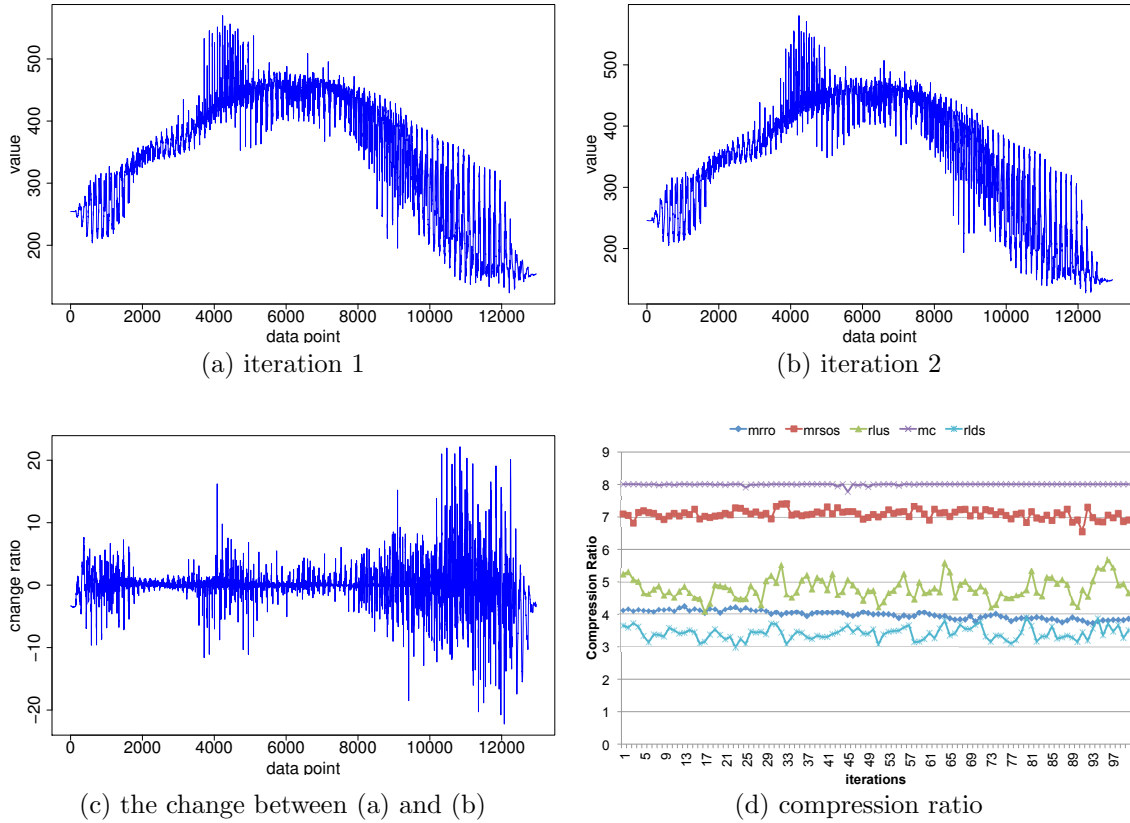 500
400
300
200
value
0 2000 4000 6000 8000 10000 12000
data point
(a) iteration 1
500
400
300
200
value
0 2000 4000 6000 8000 10000 12000
data point
(b) iteration 2
20
10
0
−10
−20
change ratio
0 2000 4000 6000 8000 10000 12000
data point
(c) the change between (a) and (b)
mrro mrsos rlus mc rlds
9
8
7
6
5
4
3
2
1
0
Compression Ratio
1 5 9 13 17 21 25 29 33 37 41 45 49 53 57 61 65 69 73 77 81 85 89 93 97
iterations
(d) compression ratio